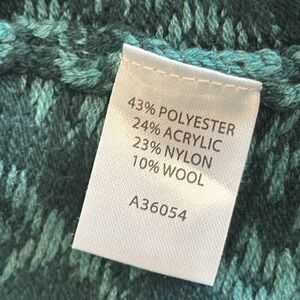 43% POLYESTER
24% ACRYLIC
23% NYLON
10% WOOL
A36054